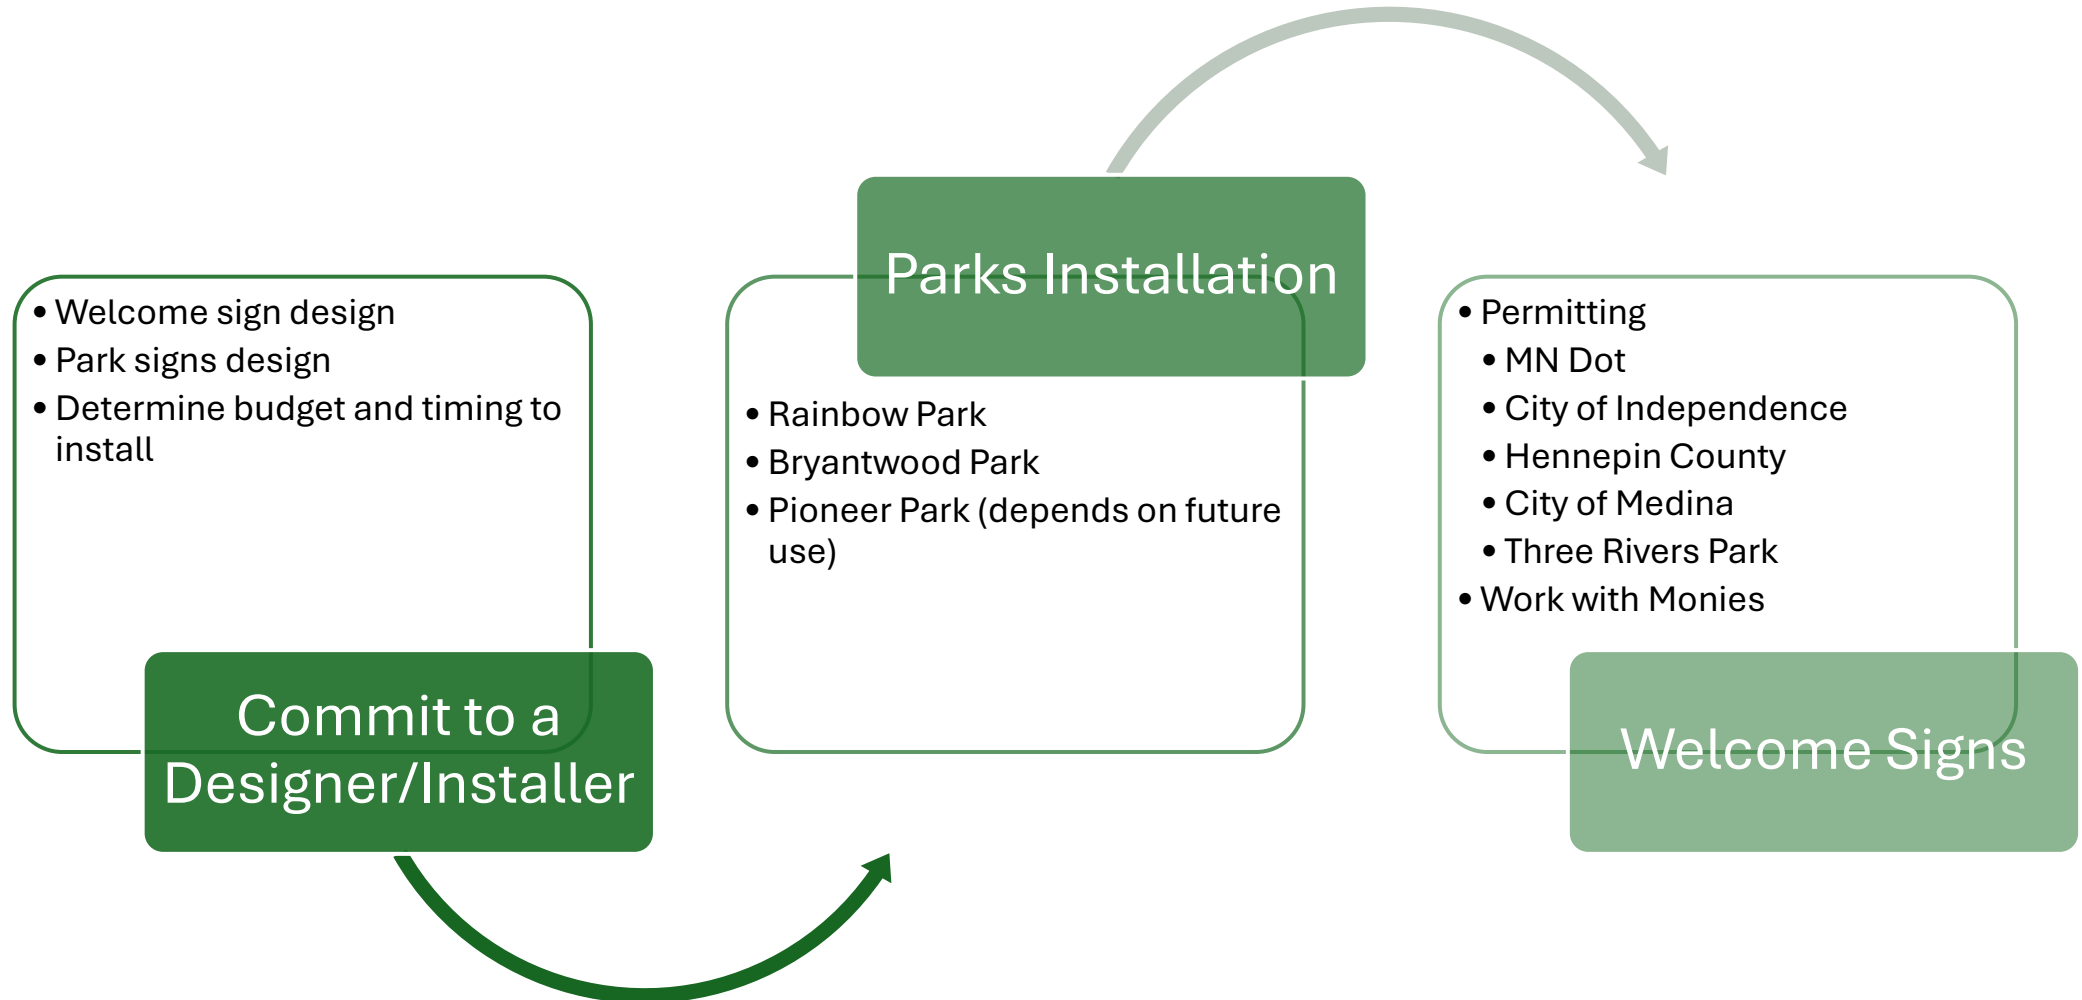 • Welcome sign design
• Park signs design
• Determine budget and timing to
install
Commit to a
Designer/Installer
Parks Installation
• Rainbow Park
• Bryantwood Park
• Pioneer Park (depends on future
use)
• Permitting
• MN Dot
• City of Independence
• Hennepin County
• City of Medina
• Three Rivers Park
• Work with Monies
Welcome Signs